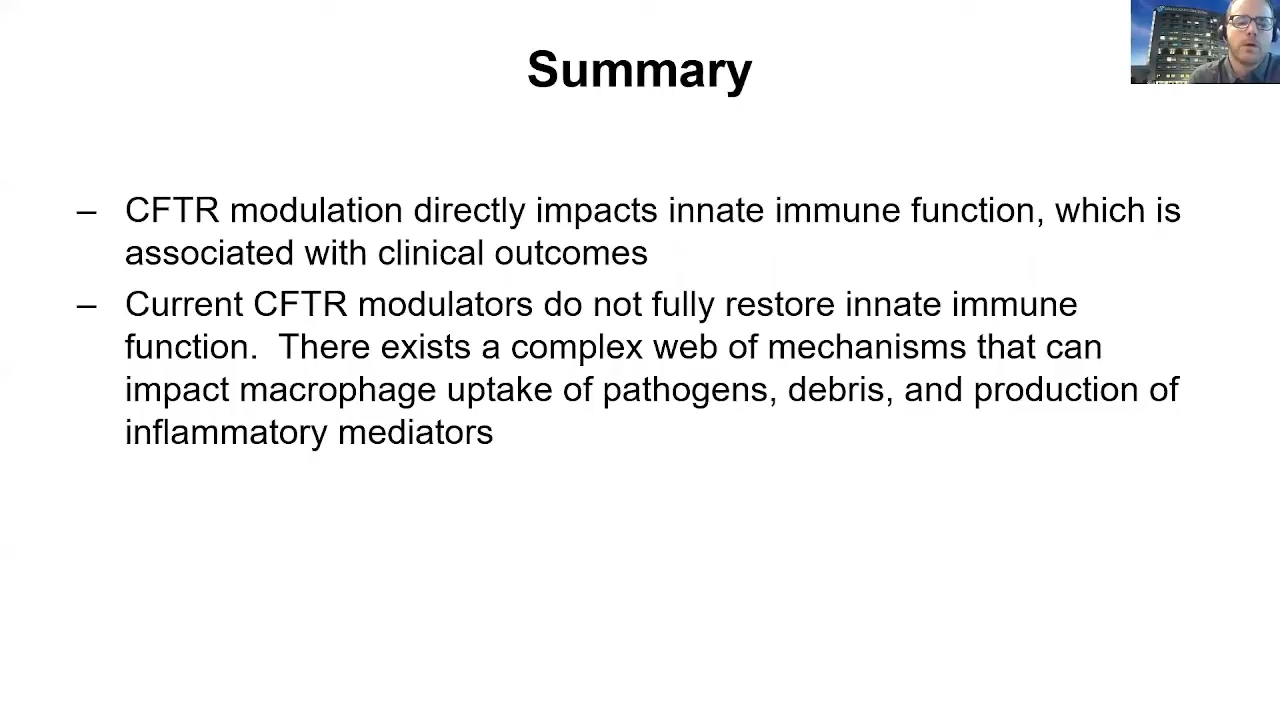 Summary
– CFTR modulation directly impacts innate immune function, which is
associated with clinical outcomes
– Current CFTR modulators do not fully restore innate immune
function.  There exists a complex web of mechanisms that can
impact macrophage uptake of pathogens, debris, and production of
inflammatory mediators